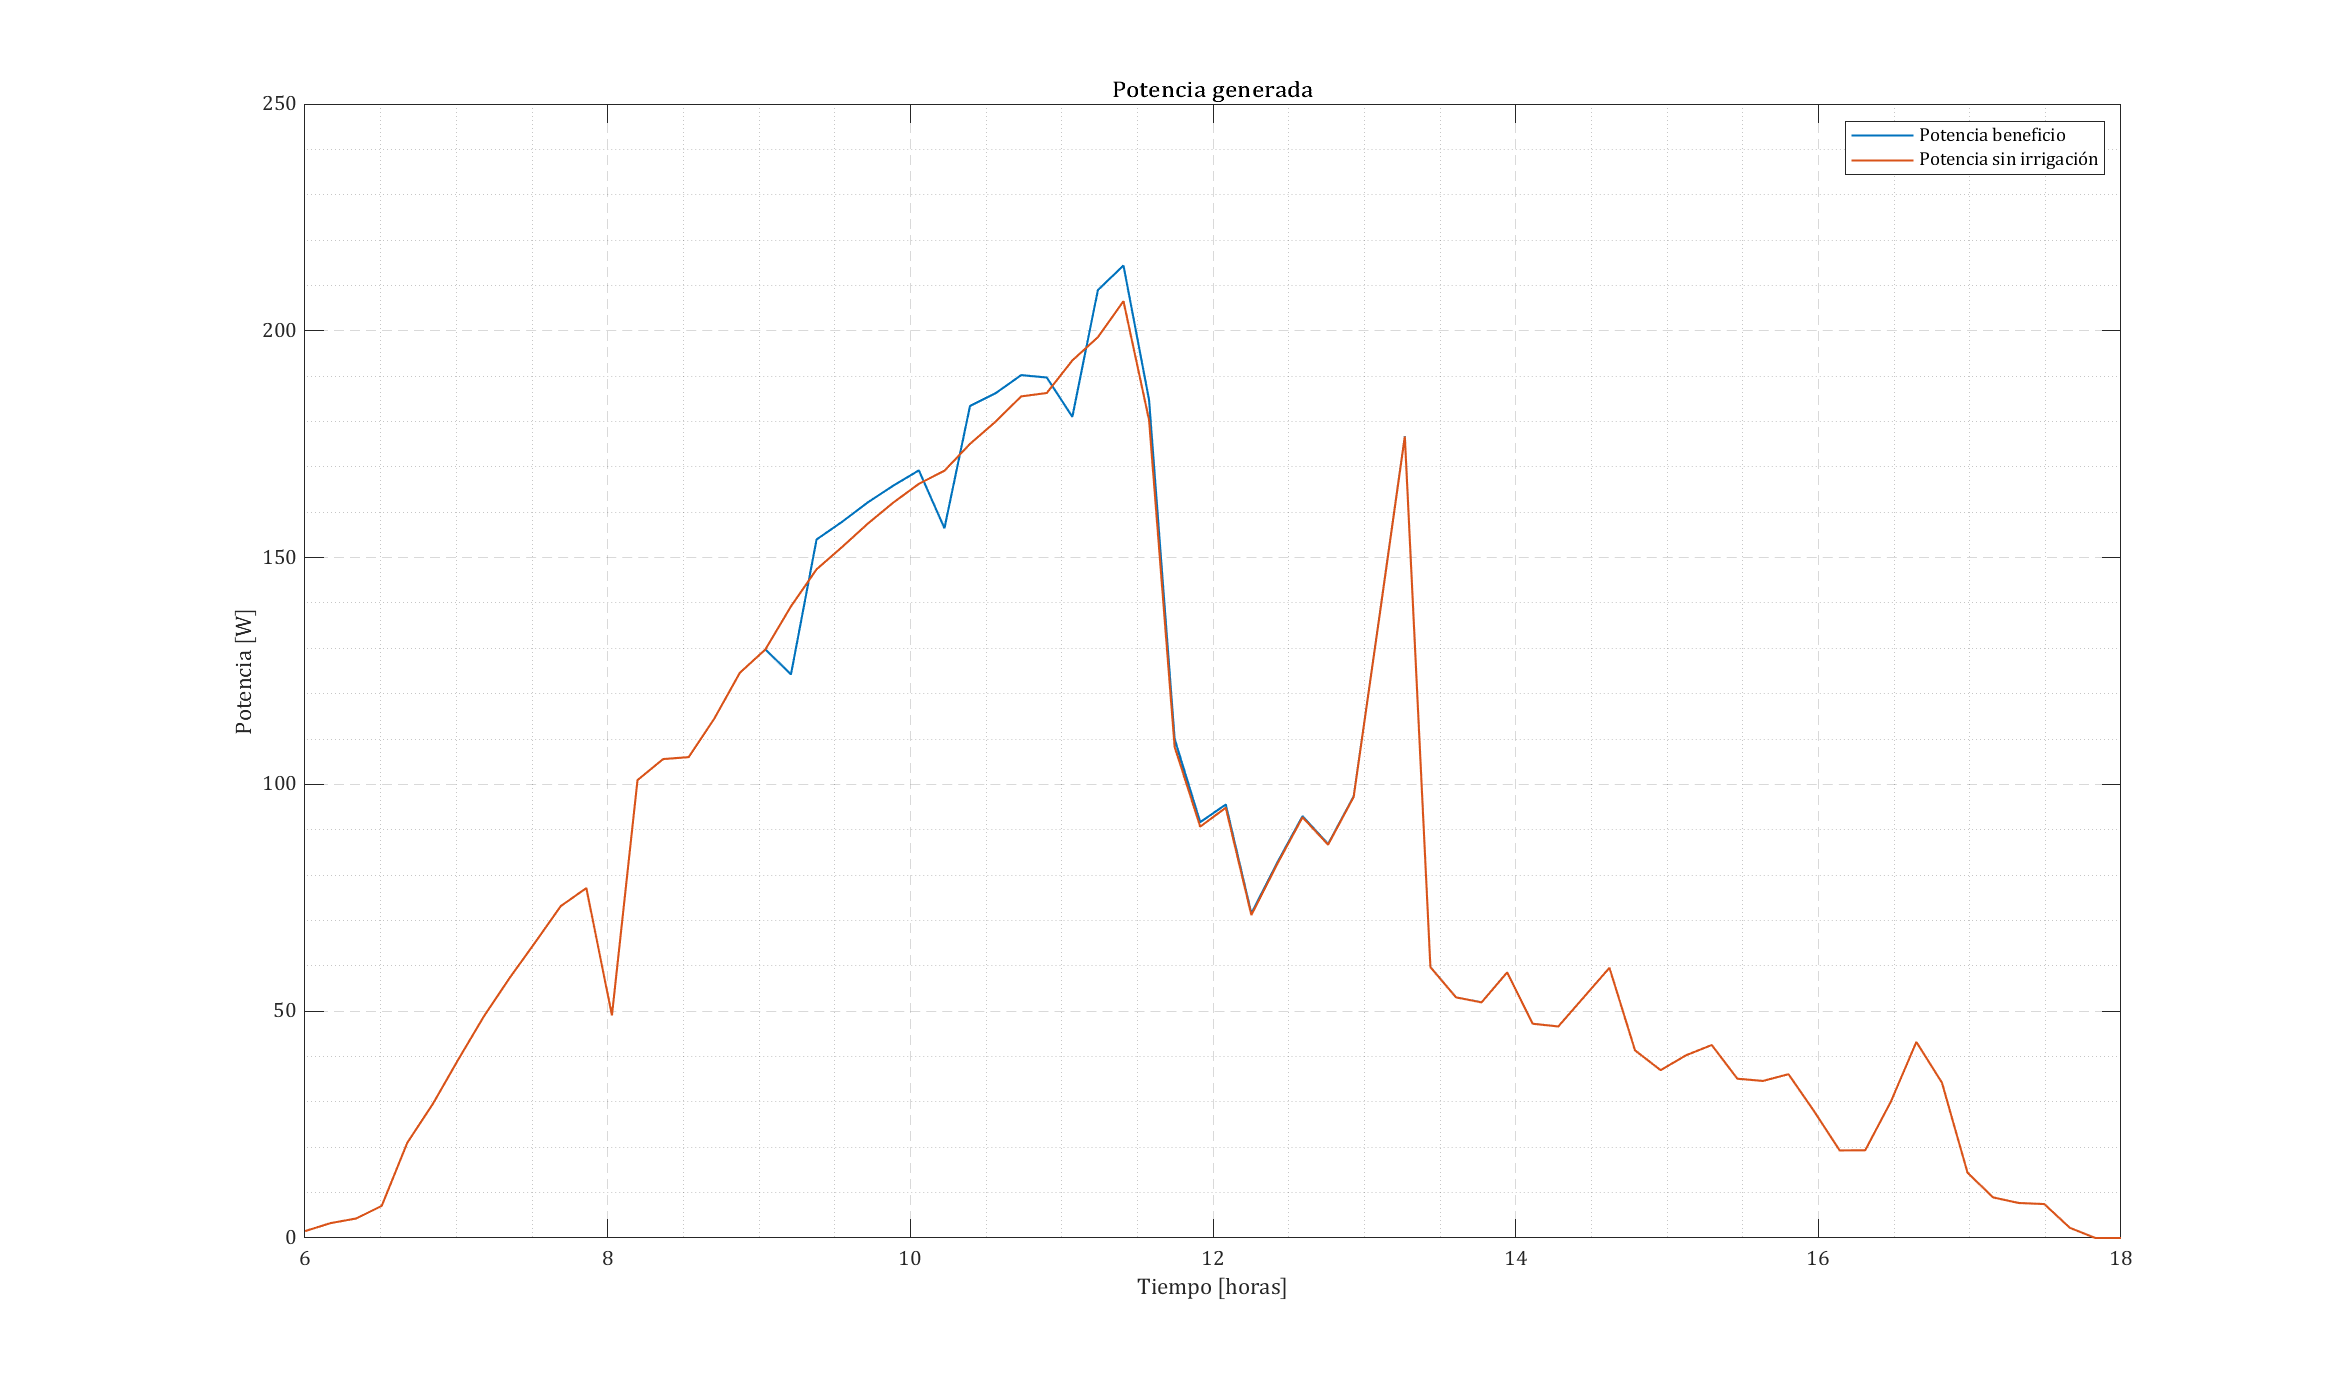 Potencia generada
250
200
150
100
50
0
Potencia [W]
Potencia beneficio
Potencia sin irrigación
6 8 10 12 14 16 18
Tiempo [horas]